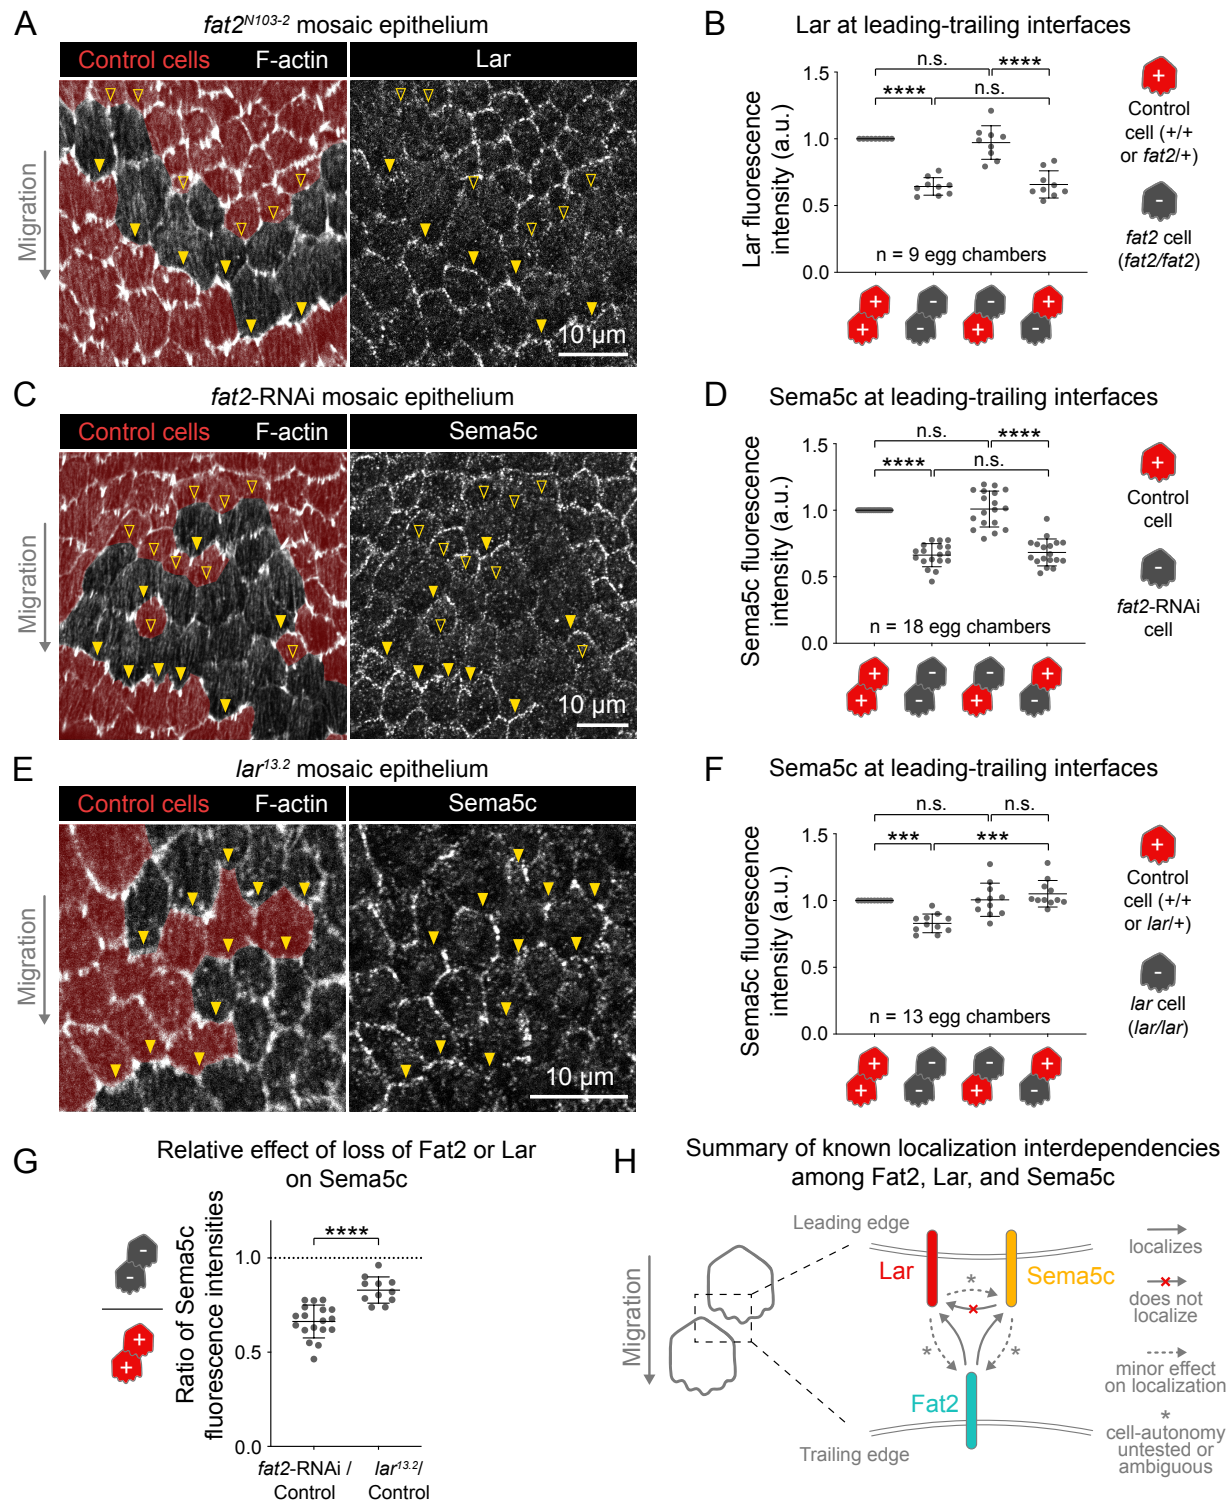 A
fat2N103-2 mosaic epithelium
Control cells F-actin Lar
Migration
10 µm
B
Lar at leading-trailing interfaces
Lar fluorescence
intensity (a.u.)
1.5
1.0
0.5
0.0
n.s.
****
****
n.s.
n = 9 egg chambers
+ - - +
+ - + -
+
Control
cell (+/+
or fat2/+)
-
fat2 cell
(fat2/fat2)
C
fat2-RNAi mosaic epithelium
Control cells F-actin Sema5c
Migration
10 µm
D
Sema5c at leading-trailing interfaces
Sema5c fluorescence
intensity (a.u.)
1.5
1.0
0.5
0.0
n.s.
****
****
n.s.
n = 18 egg chambers
+ - - +
+ - + -
+
Control
cell
-
fat2-RNAi
cell
E
lar13.2 mosaic epithelium
Control cells F-actin Sema5c
Migration
10 µm
F
Sema5c at leading-trailing interfaces
Sema5c fluorescence
intensity (a.u.)
1.5
1.0
0.5
0.0
n.s.
n.s.
***
***
n = 13 egg chambers
+ - - +
+ - + -
+
Control
cell (+/+
or lar/+)
-
lar cell
(lar/lar)
G
Relative effect of loss of Fat2 or Lar
on Sema5c
-
-
+
+
Ratio of Sema5c
fluorescence intensities
1.0
0.5
0.0
****
fat2-RNAi /
Control
lar13.2/
Control
H
Summary of known localization interdependencies
among Fat2, Lar, and Sema5c
Migration
Leading edge
Lar
Sema5c
*
*
*
Fat2
Trailing edge
localizes
does not
localize
minor effect
on localization
*
cell-autonomy
untested or
ambiguous